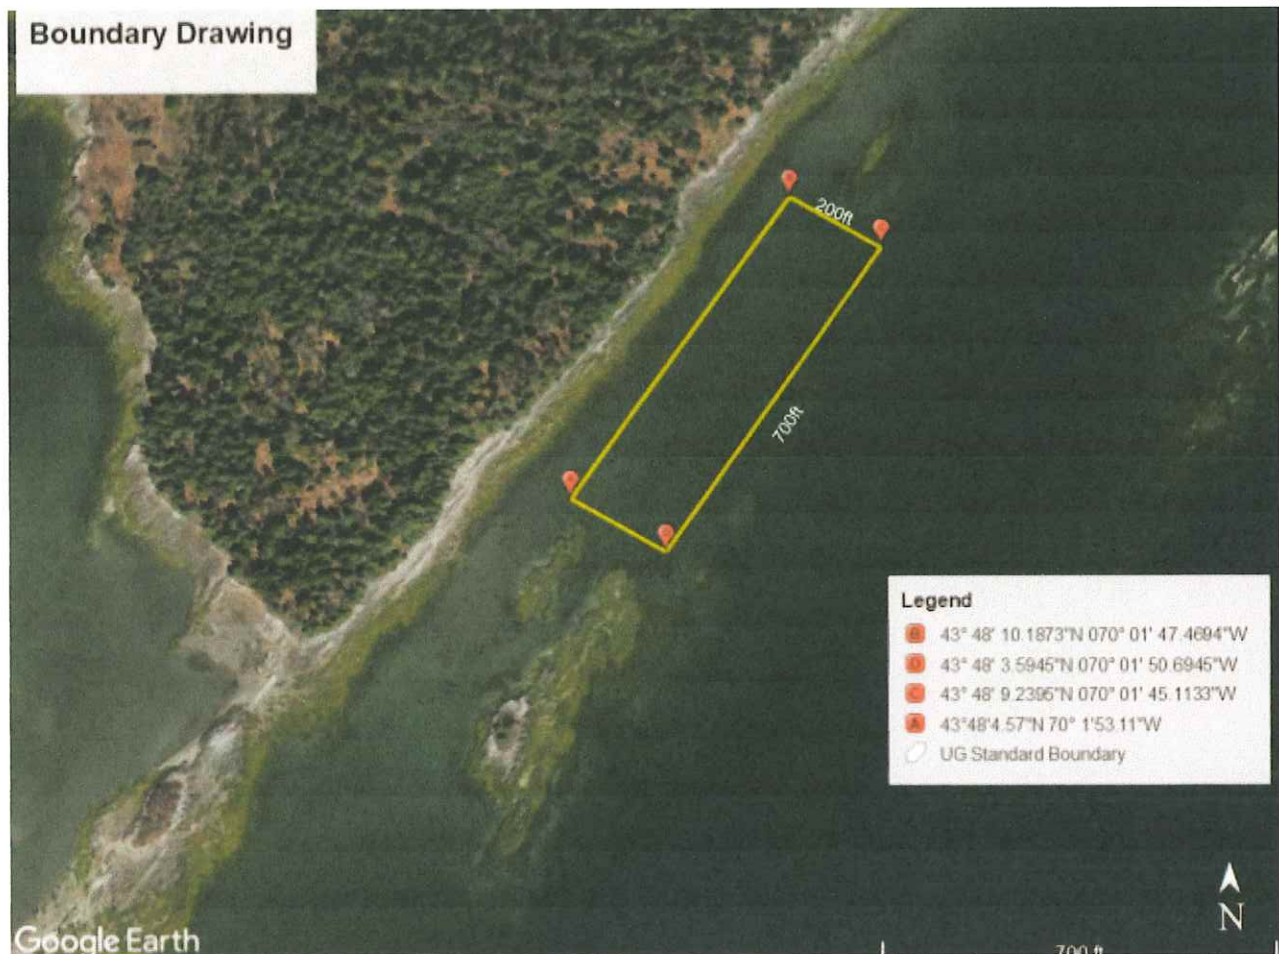 Boundary Drawing
200ft
700ft
Legend
B 43° 48' 10.1873"N 070° 01' 47.4694"W
D 43° 48' 3.5945"N 070° 01' 50.6945"W
C 43° 48' 9.2396"N 070° 01' 45.1133"W
A 43°48'4.57"N 70° 1'53.11"W
UG Standard Boundary
N
Google Earth
700 ft